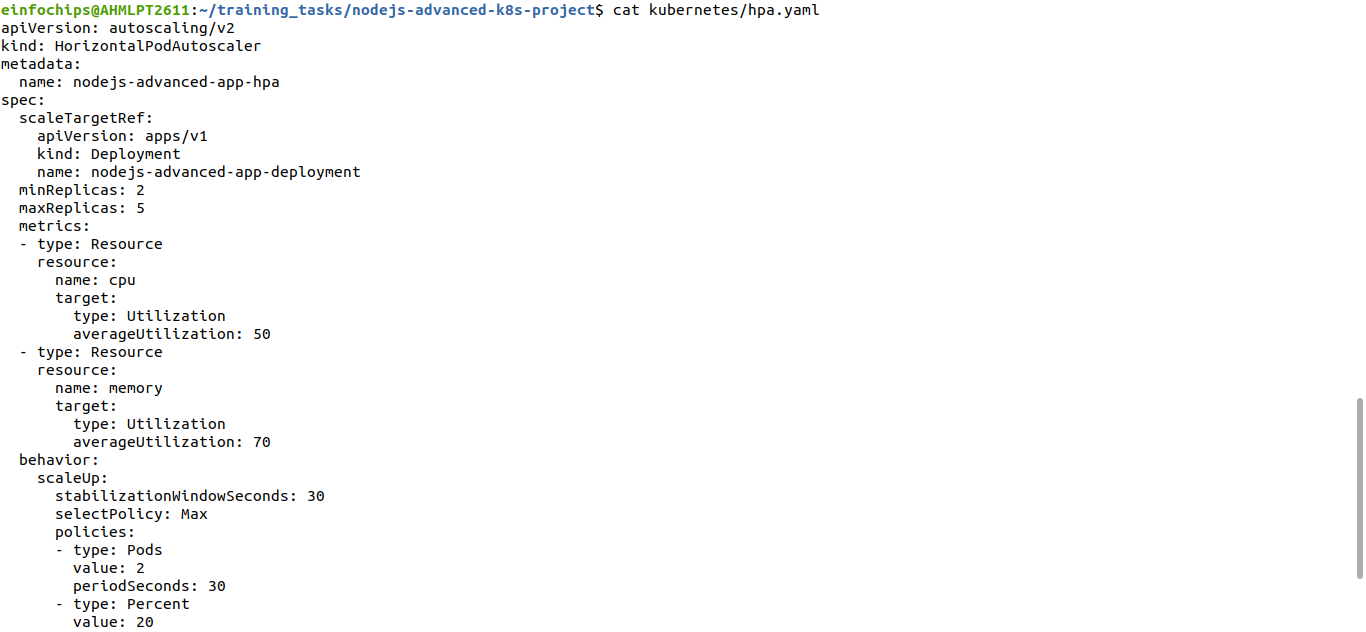 einfochips@AHMLPT2611:~/training_tasks/nodejs-advanced-k8s-project$ cat kubernetes/hpa.yaml
apiVersion: autoscaling/v2
kind: HorizontalPodAutoscaler
metadata:
  name: nodejs-advanced-app-hpa
spec:
  scaleTargetRef:
    apiVersion: apps/v1
    kind: Deployment
    name: nodejs-advanced-app-deployment
  minReplicas: 2
  maxReplicas: 5
  metrics:
  - type: Resource
    resource:
      name: cpu
      target:
        type: Utilization
        averageUtilization: 50
  - type: Resource
    resource:
      name: memory
      target:
        type: Utilization
        averageUtilization: 70
  behavior:
    scaleUp:
      stabilizationWindowSeconds: 30
      selectPolicy: Max
      policies:
      - type: Pods
        value: 2
        periodSeconds: 30
      - type: Percent
        value: 20